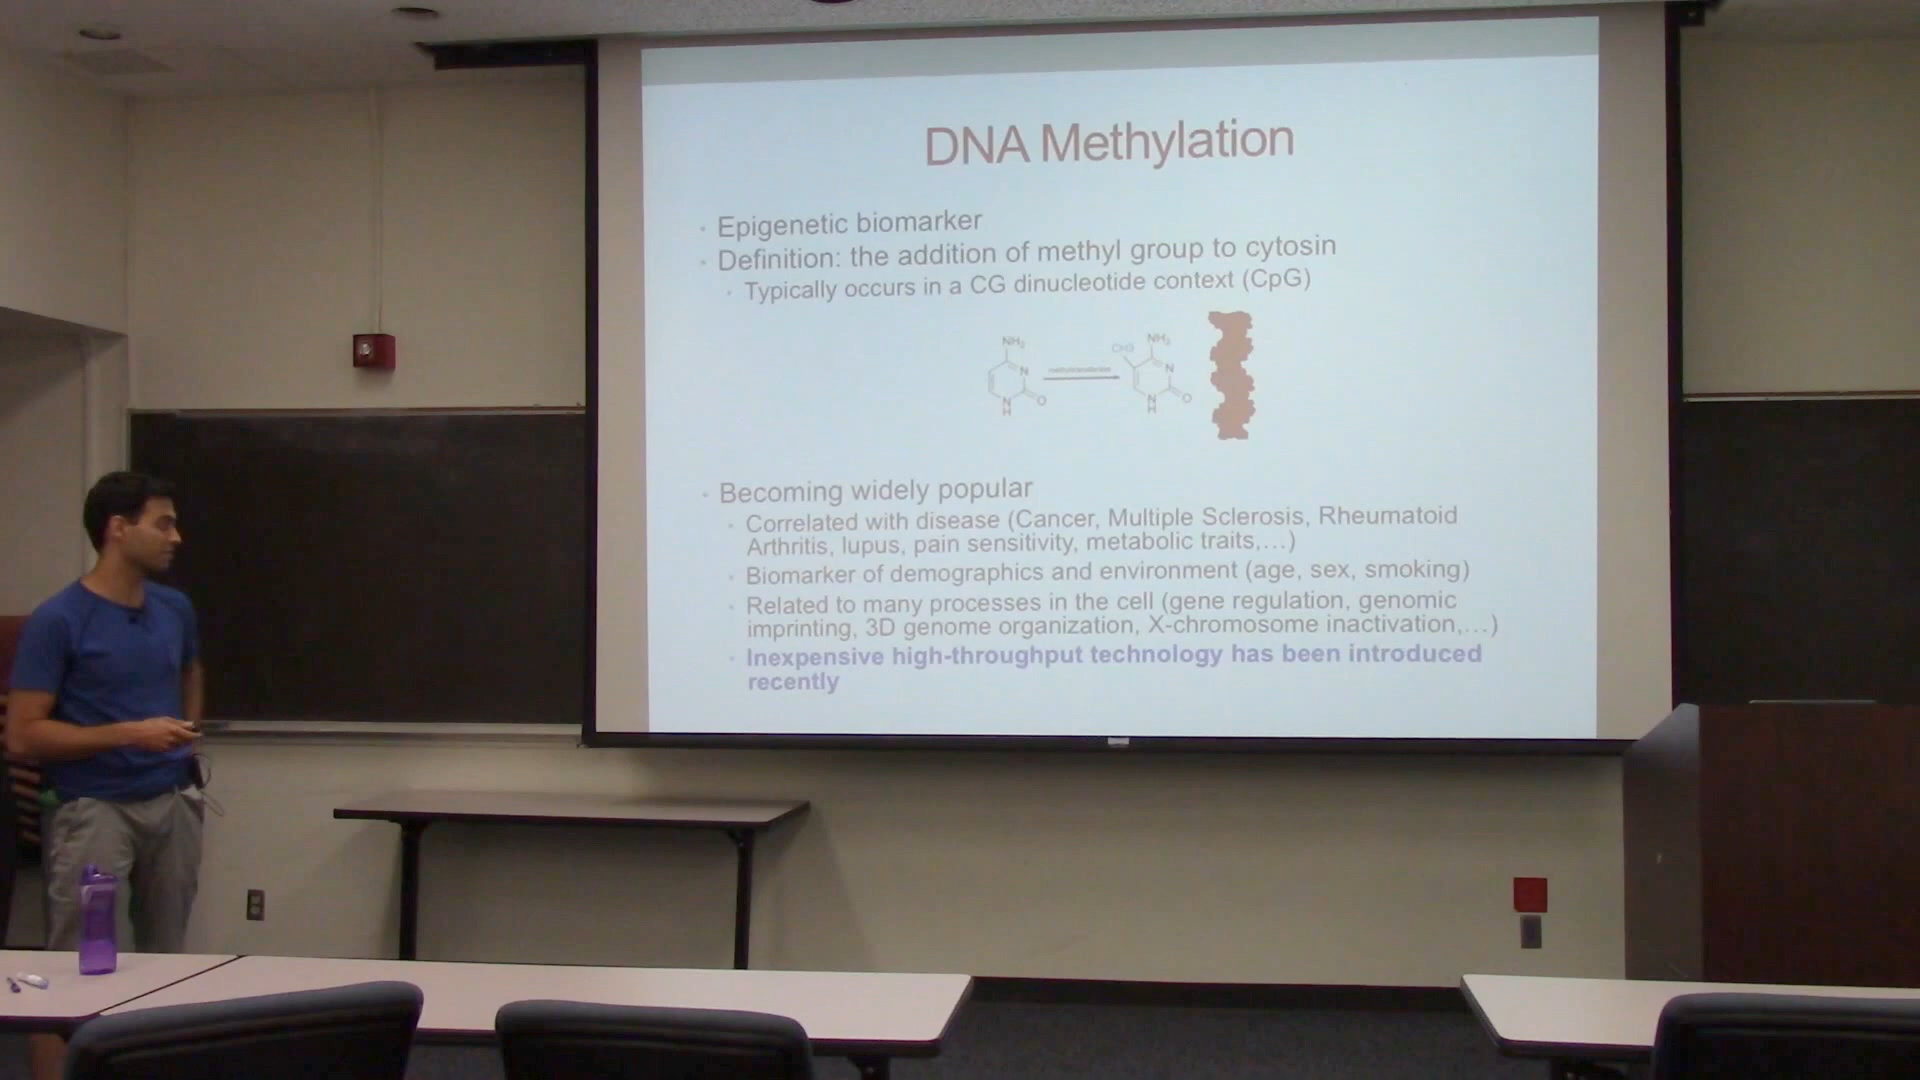 DNA Methylation
Epigenetic biomarker
Definition: the addition of methyl group to cytosin
Typically occurs in a CG dinucleotide context (CpG)
NH₂
N
N
H
O
methyltransferase
CH3
NH₂
N
N
H
O
Becoming widely popular
Correlated with disease (Cancer, Multiple Sclerosis, Rheumatoid
Arthritis, lupus, pain sensitivity, metabolic traits,…)
Biomarker of demographics and environment (age, sex, smoking)
Related to many processes in the cell (gene regulation, genomic
imprinting, 3D genome organization, X-chromosome inactivation,…)
Inexpensive high-throughput technology has been introduced
recently